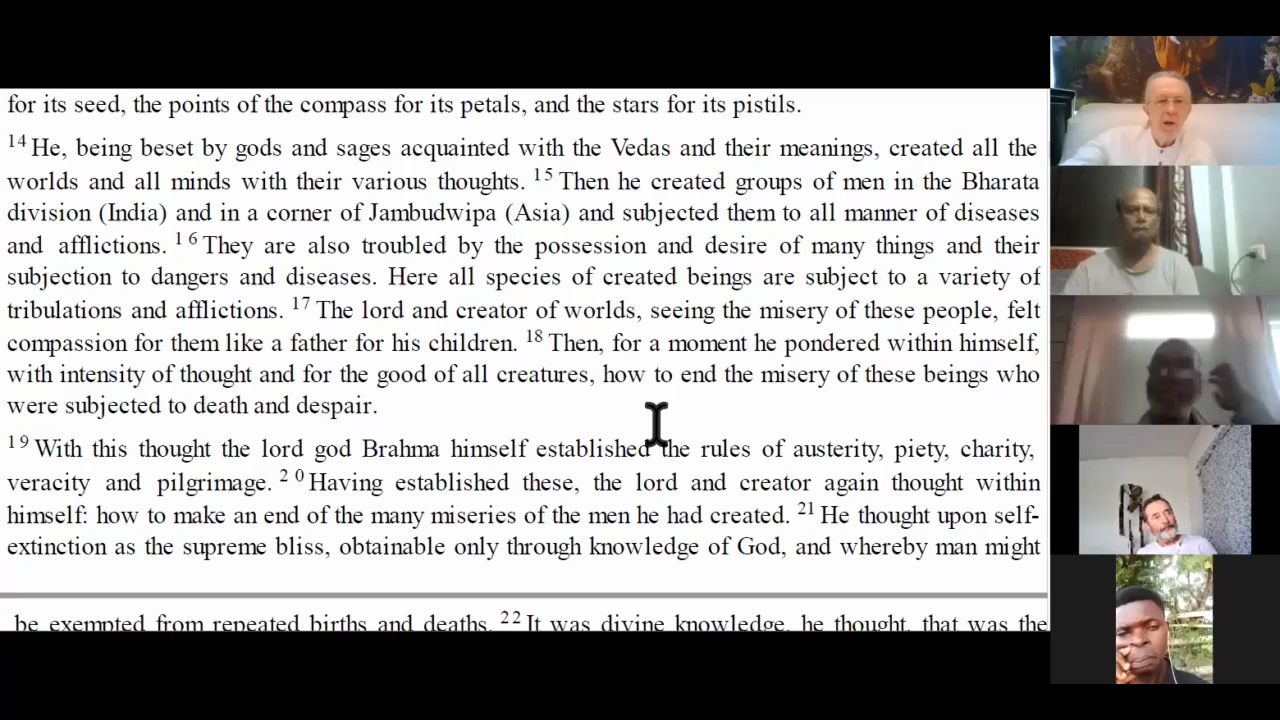 for its seed, the points of the compass for its petals, and the stars for its pistils.
14 He, being beset by gods and sages acquainted with the Vedas and their meanings, created all the
worlds and all minds with their various thoughts. 15 Then he created groups of men in the Bharata
division (India) and in a corner of Jambudwipa (Asia) and subjected them to all manner of diseases
and afflictions. 16 They are also troubled by the possession and desire of many things and their
subjection to dangers and diseases. Here all species of created beings are subject to a variety of
tribulations and afflictions. 17 The lord and creator of worlds, seeing the misery of these people, felt
compassion for them like a father for his children. 18 Then, for a moment he pondered within himself,
with intensity of thought and for the good of all creatures, how to end the misery of these beings who
were subjected to death and despair.
19 With this thought the lord god Brahma himself established the rules of austerity, piety, charity,
veracity and pilgrimage. 20 Having established these, the lord and creator again thought within
himself: how to make an end of the many miseries of the men he had created. 21 He thought upon self-
extinction as the supreme bliss, obtainable only through knowledge of God, and whereby man might
be exempted from repeated births and deaths. 22 It was divine knowledge, he thought, that was the